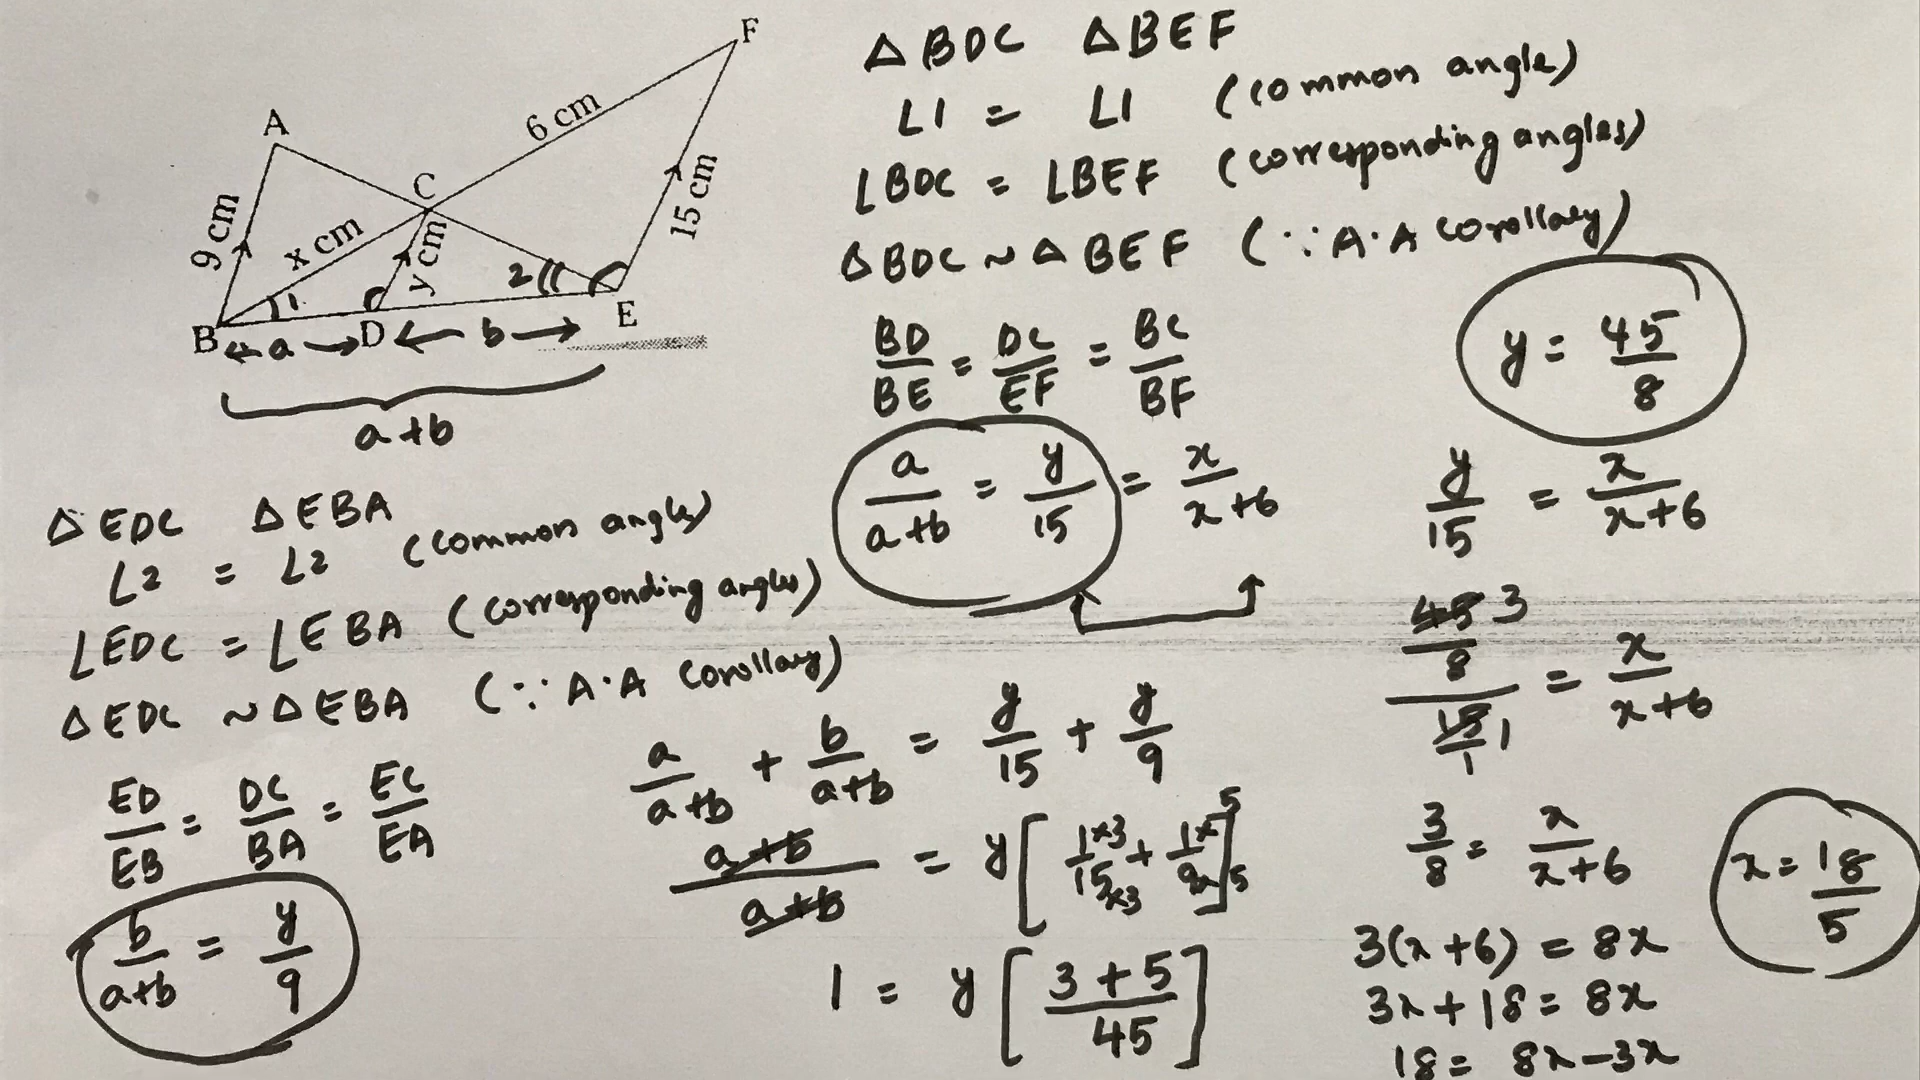 F
A
6 cm
C
9 cm
x cm
y cm
15 cm
1
2
B
D
E
a
b
a+b
△EDC △EBA
∠2 = ∠2 (common angles)
∠EDC = ∠EBA (corresponding angles)
△EDC ~ △EBA (∵ A·A corollary)
ED/EB = DC/BA = EC/EA
b/a+b = y/9
△BDC △BEF
∠1 = ∠1 (common angle)
∠BDC = ∠BEF (corresponding angles)
△BDC ~ △BEF (∵ A·A corollary)
BD/BE = DC/EF = BC/BF
a/a+b = y/15 = x/x+6
a/a+b + b/a+b = y/15 + y/9
a+b/a+b = y[1×3/15×3 + 1×5/9×5]
1 = y[3+5/45]
y = 45/8
y/15 = x/x+6
45/8 3 / 15/1 1 = x/x+6
3/8 = x/x+6
3(x+6) = 8x
3x+18 = 8x
18 = 8x-3x
x = 18/5